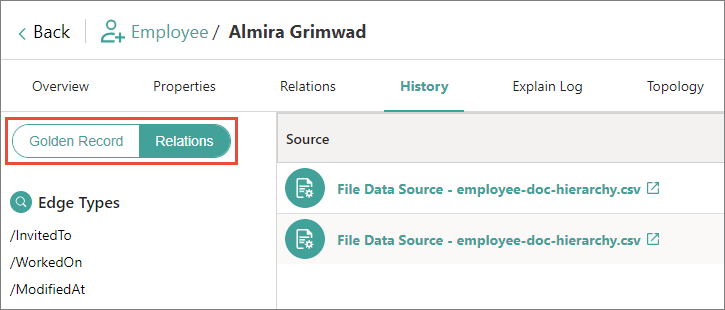 Back Employee / Almira Grimwad
Overview Properties Relations History Explain Log Topology
Golden Record Relations
Edge Types
/InvitedTo
/WorkedOn
/ModifiedAt
Source
File Data Source - employee-doc-hierarchy.csv
File Data Source - employee-doc-hierarchy.csv